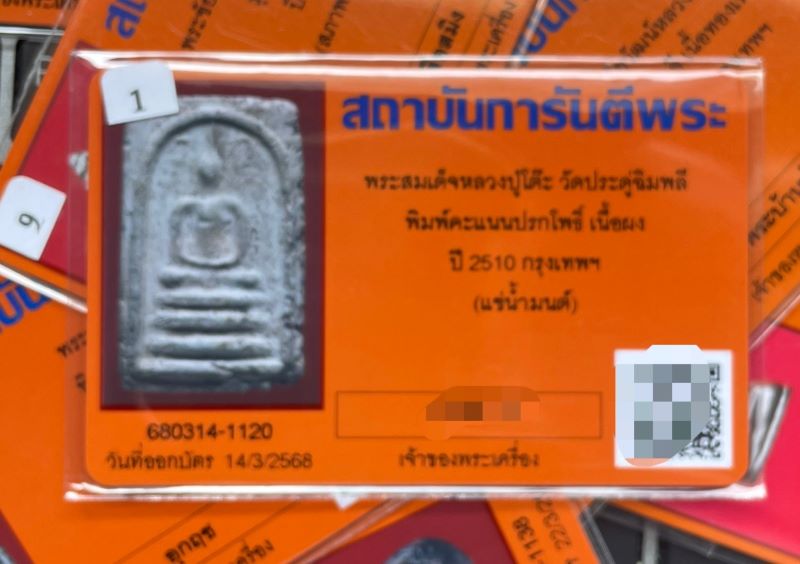 1
สถาบันการันตีพระ
พระสมเด็จหลวงปู่โต๊ะ วัดประดู่ฉิมพลี
พิมพ์คะแนนปรกโพธิ์ เนื้อผง
ปี 2510 กรุงเทพฯ
(แช่น้ำมนต์)
680314-1120
วันที่ออกบัตร 14/3/2568
เจ้าของพระเครื่อง
9
อุกฤช